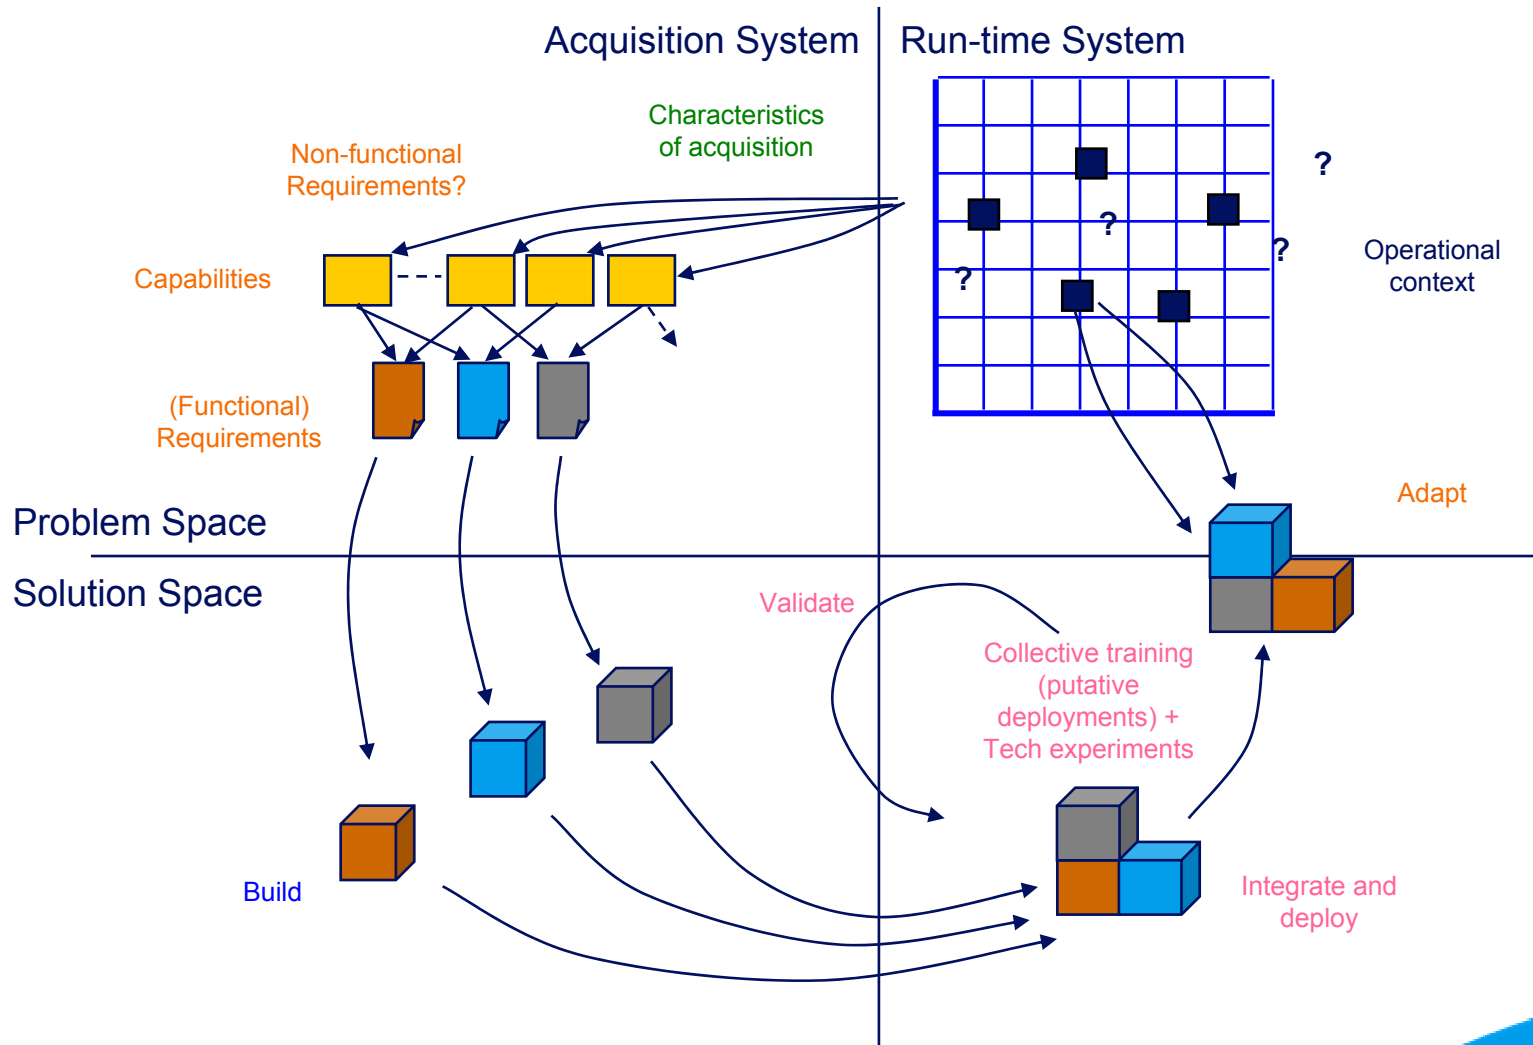 Acquisition System
Run-time System
Characteristics
of acquisition
Non-functional
Requirements?
?
?
?
?
Operational
context
Capabilities
(Functional)
Requirements
Adapt
Problem Space
Solution Space
Validate
Collective training
(putative
deployments) +
Tech experiments
Build
Integrate and
deploy